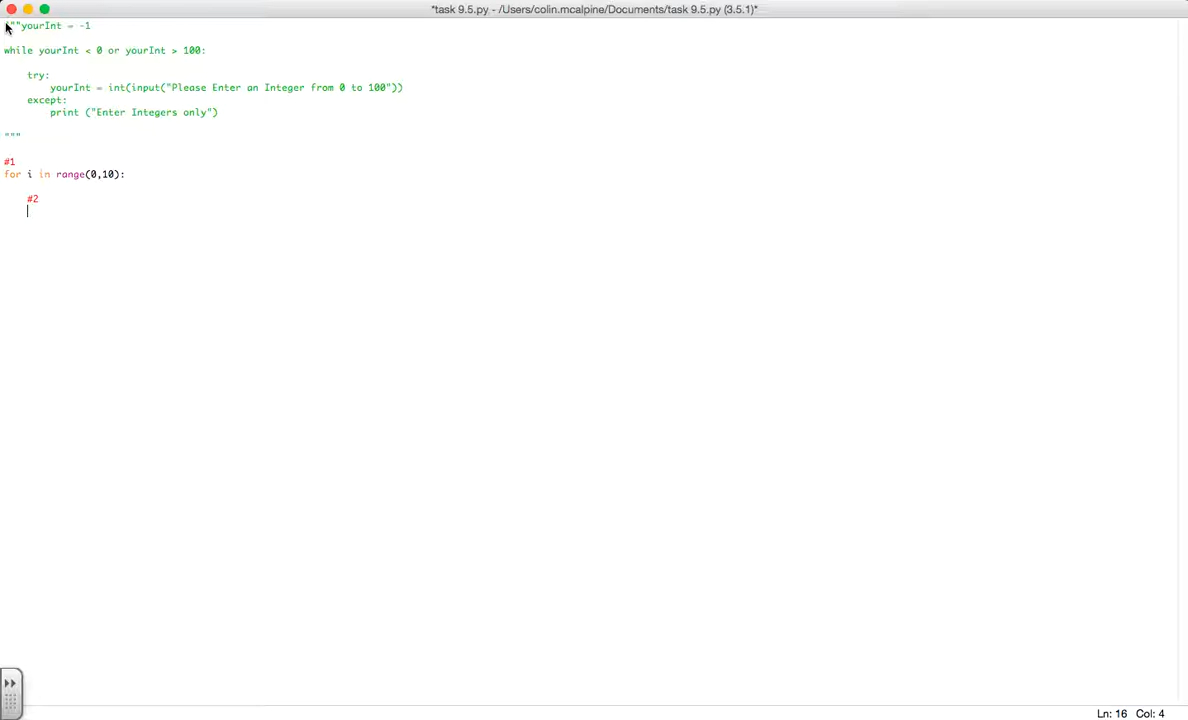 *task 9.5.py - /Users/colin.mcalpine/Documents/task 9.5.py (3.5.1)*
"""yourInt = -1
while yourInt < 0 or yourInt > 100:
try:
yourInt = int(input("Please Enter an Integer from 0 to 100"))
except:
print ("Enter Integers only")
"""
#1
for i in range(0,10):
#2
Ln: 16 Col: 4